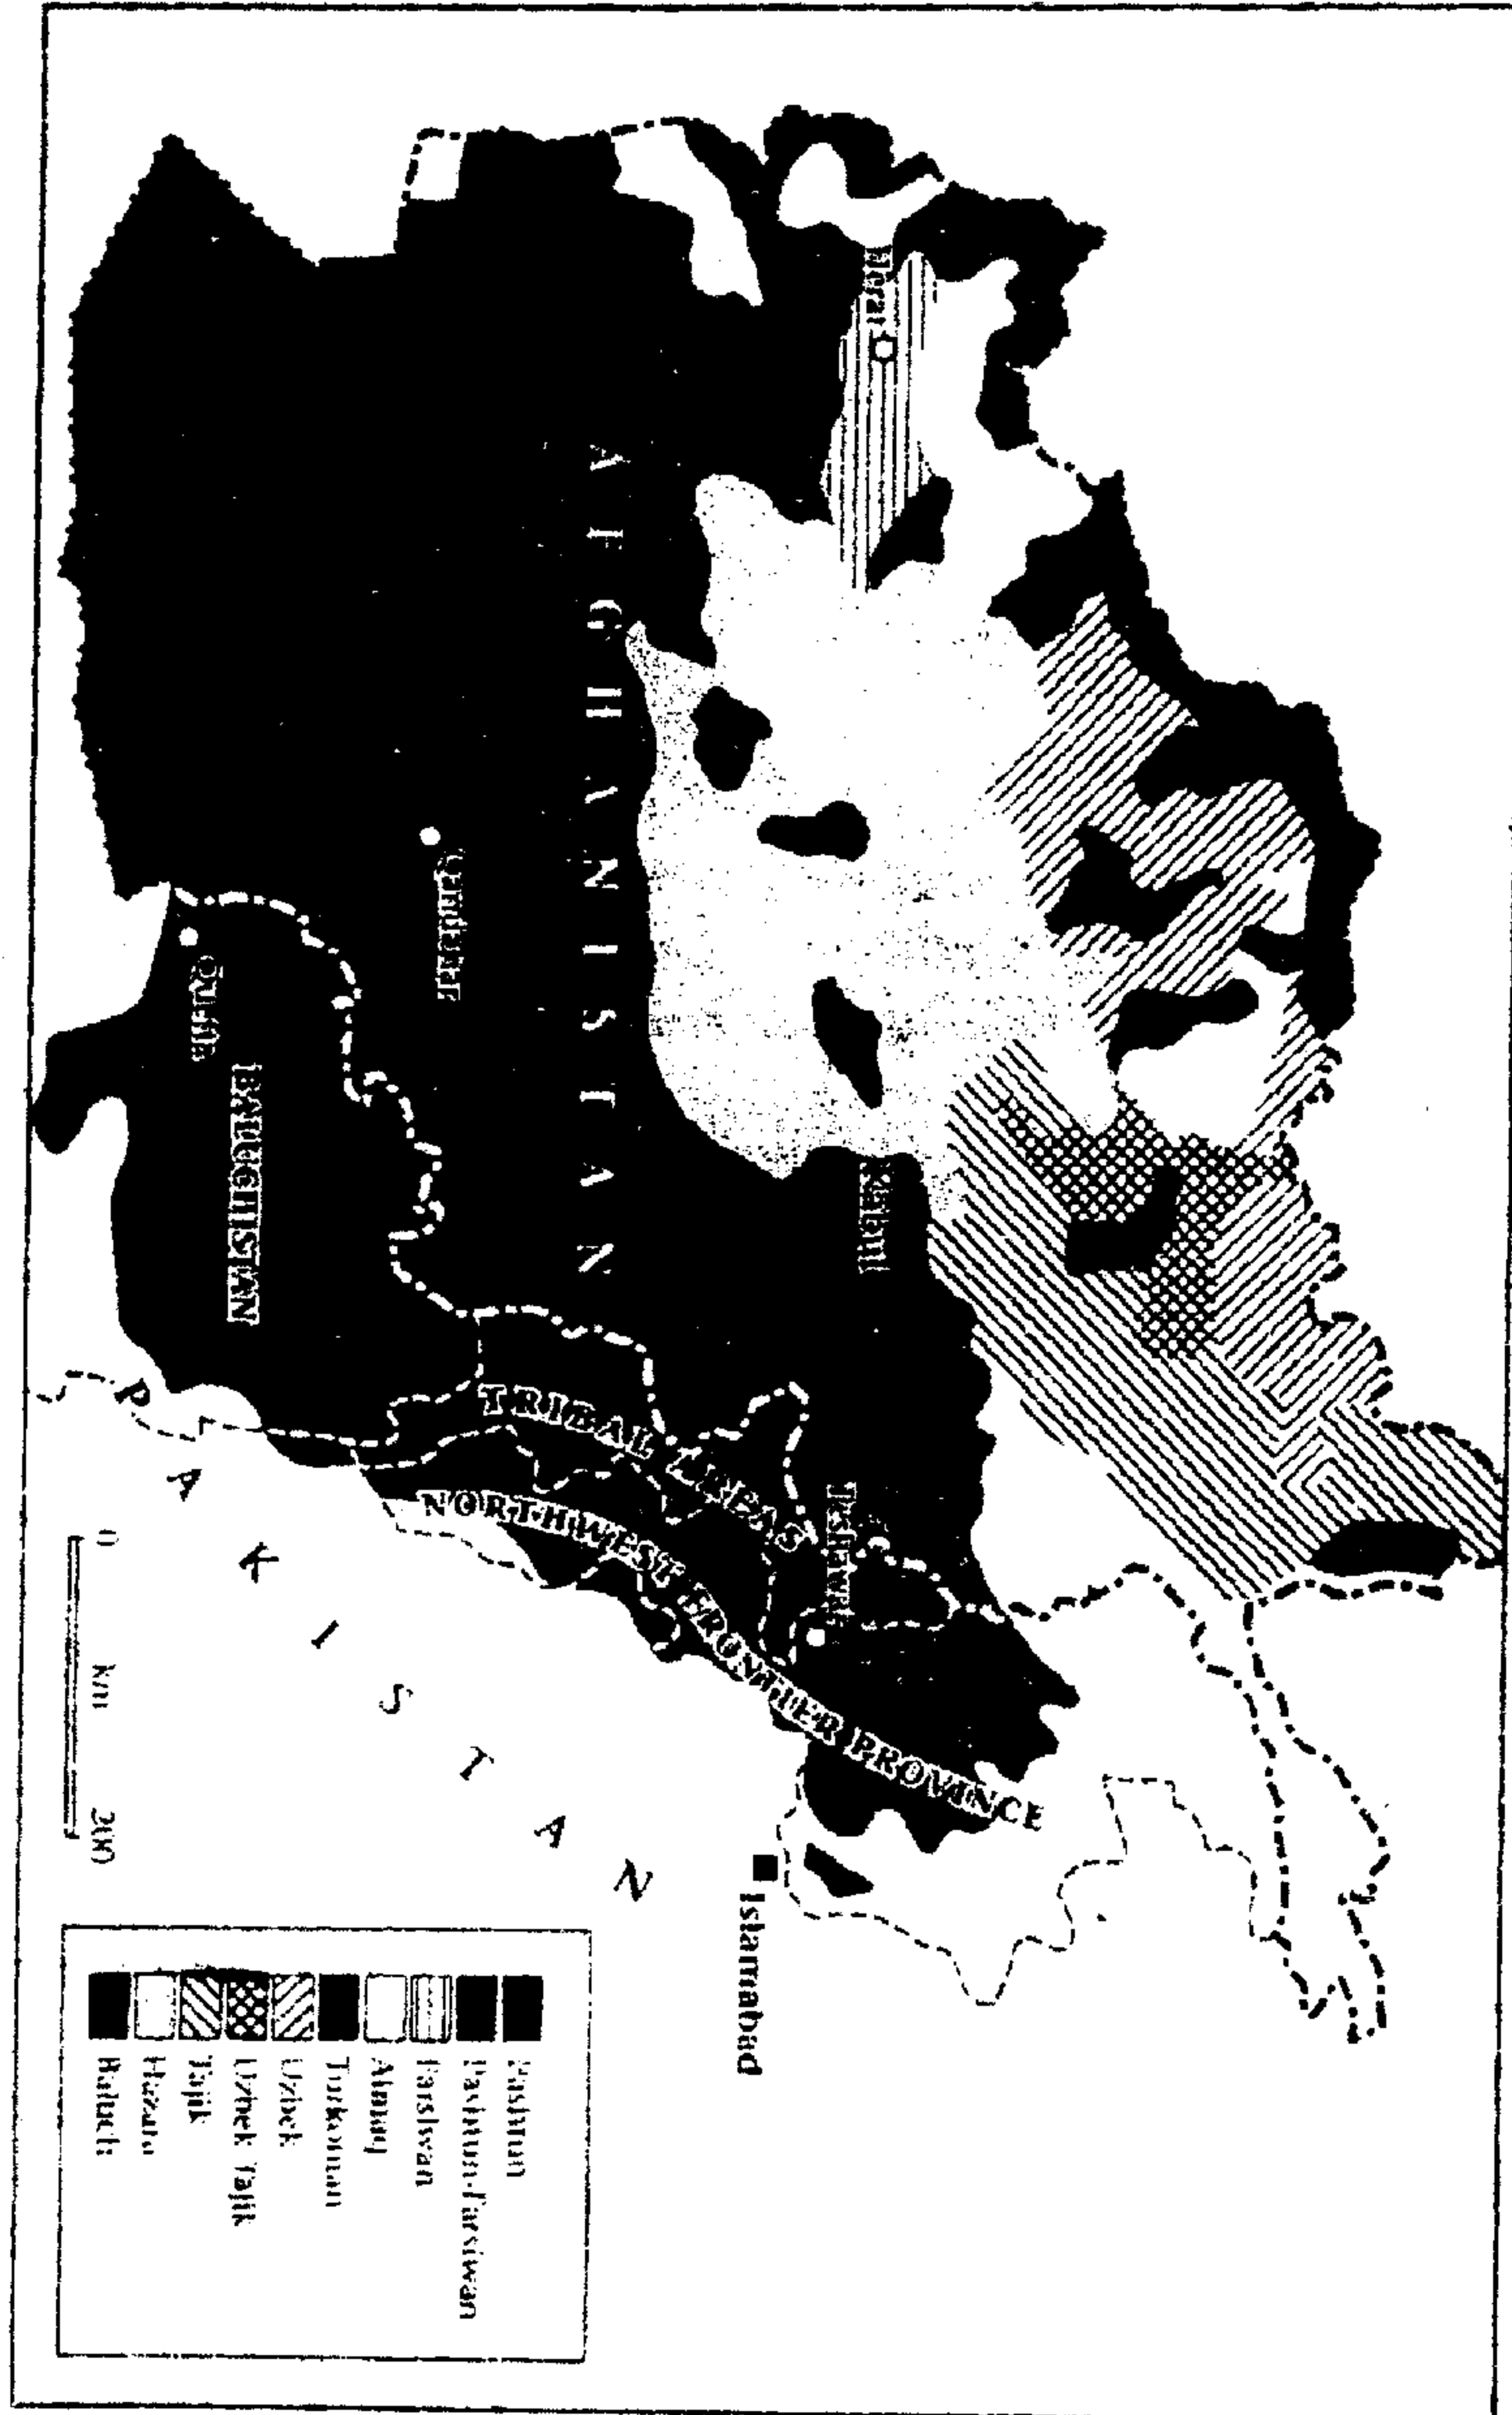 Herat
AFGHANISTAN
Kabul
Qandahar
Quetta
BALUCHISTAN
TRIBAL AREAS
Peshawar
NORTHWEST FRONTIER PROVINCE
PAKISTAN
Islamabad
0 Km 200
Pashtun
Pashtun-Farsiwan
Farsiwan
Aimaq
Turkoman
Uzbek
Uzbek Tajik
Tajik
Hazara
Baluch